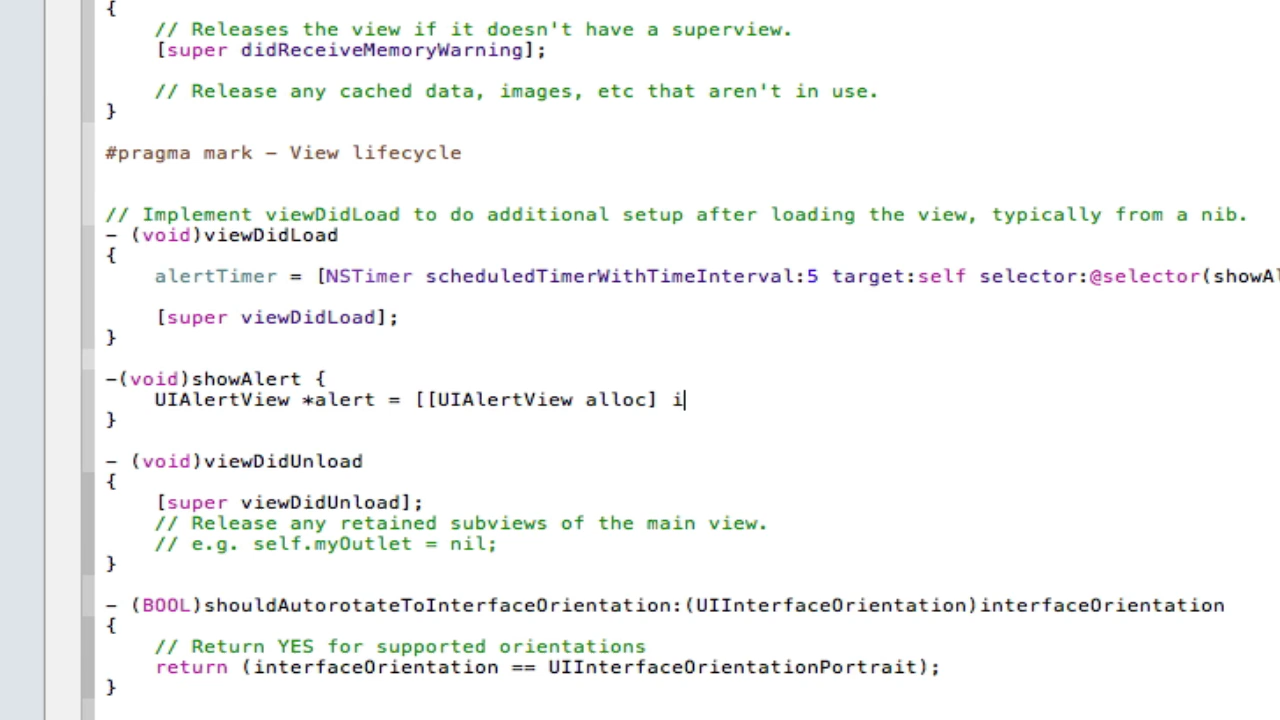 {
// Releases the view if it doesn't have a superview.
[super didReceiveMemoryWarning];
// Release any cached data, images, etc that aren't in use.
}
#pragma mark - View lifecycle
// Implement viewDidLoad to do additional setup after loading the view, typically from a nib.
- (void)viewDidLoad
{
alertTimer = [NSTimer scheduledTimerWithTimeInterval:5 target:self selector:@selector(showAl
[super viewDidLoad];
}
-(void)showAlert {
UIAlertView *alert = [[UIAlertView alloc] i
}
- (void)viewDidUnload
{
[super viewDidUnload];
// Release any retained subviews of the main view.
// e.g. self.myOutlet = nil;
}
- (BOOL)shouldAutorotateToInterfaceOrientation:(UIInterfaceOrientation)interfaceOrientation
{
// Return YES for supported orientations
return (interfaceOrientation == UIInterfaceOrientationPortrait);
}